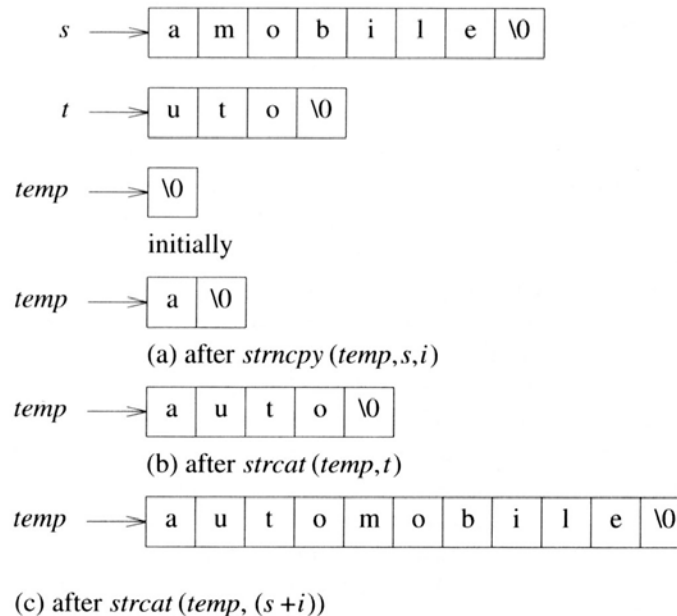 s a m o b i l e \0
t u t o \0
temp \0
initially
temp a \0
(a) after strncpy (temp,s,i)
temp a u t o \0
(b) after strcat (temp,t)
temp a u t o m o b i l e \0
(c) after strcat (temp, (s +i))